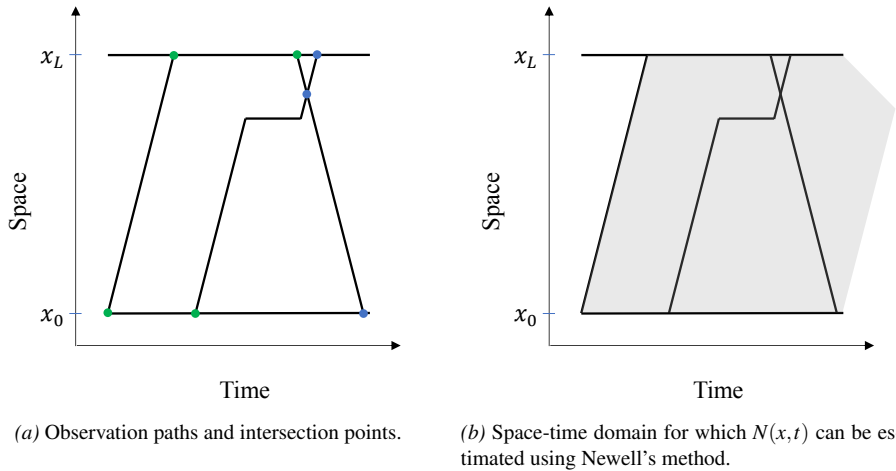 x_L
x_0
Space
Time
x_L
x_0
Space
Time
(a) Observation paths and intersection points.
(b) Space-time domain for which N(x,t) can be es-
timated using Newell's method.